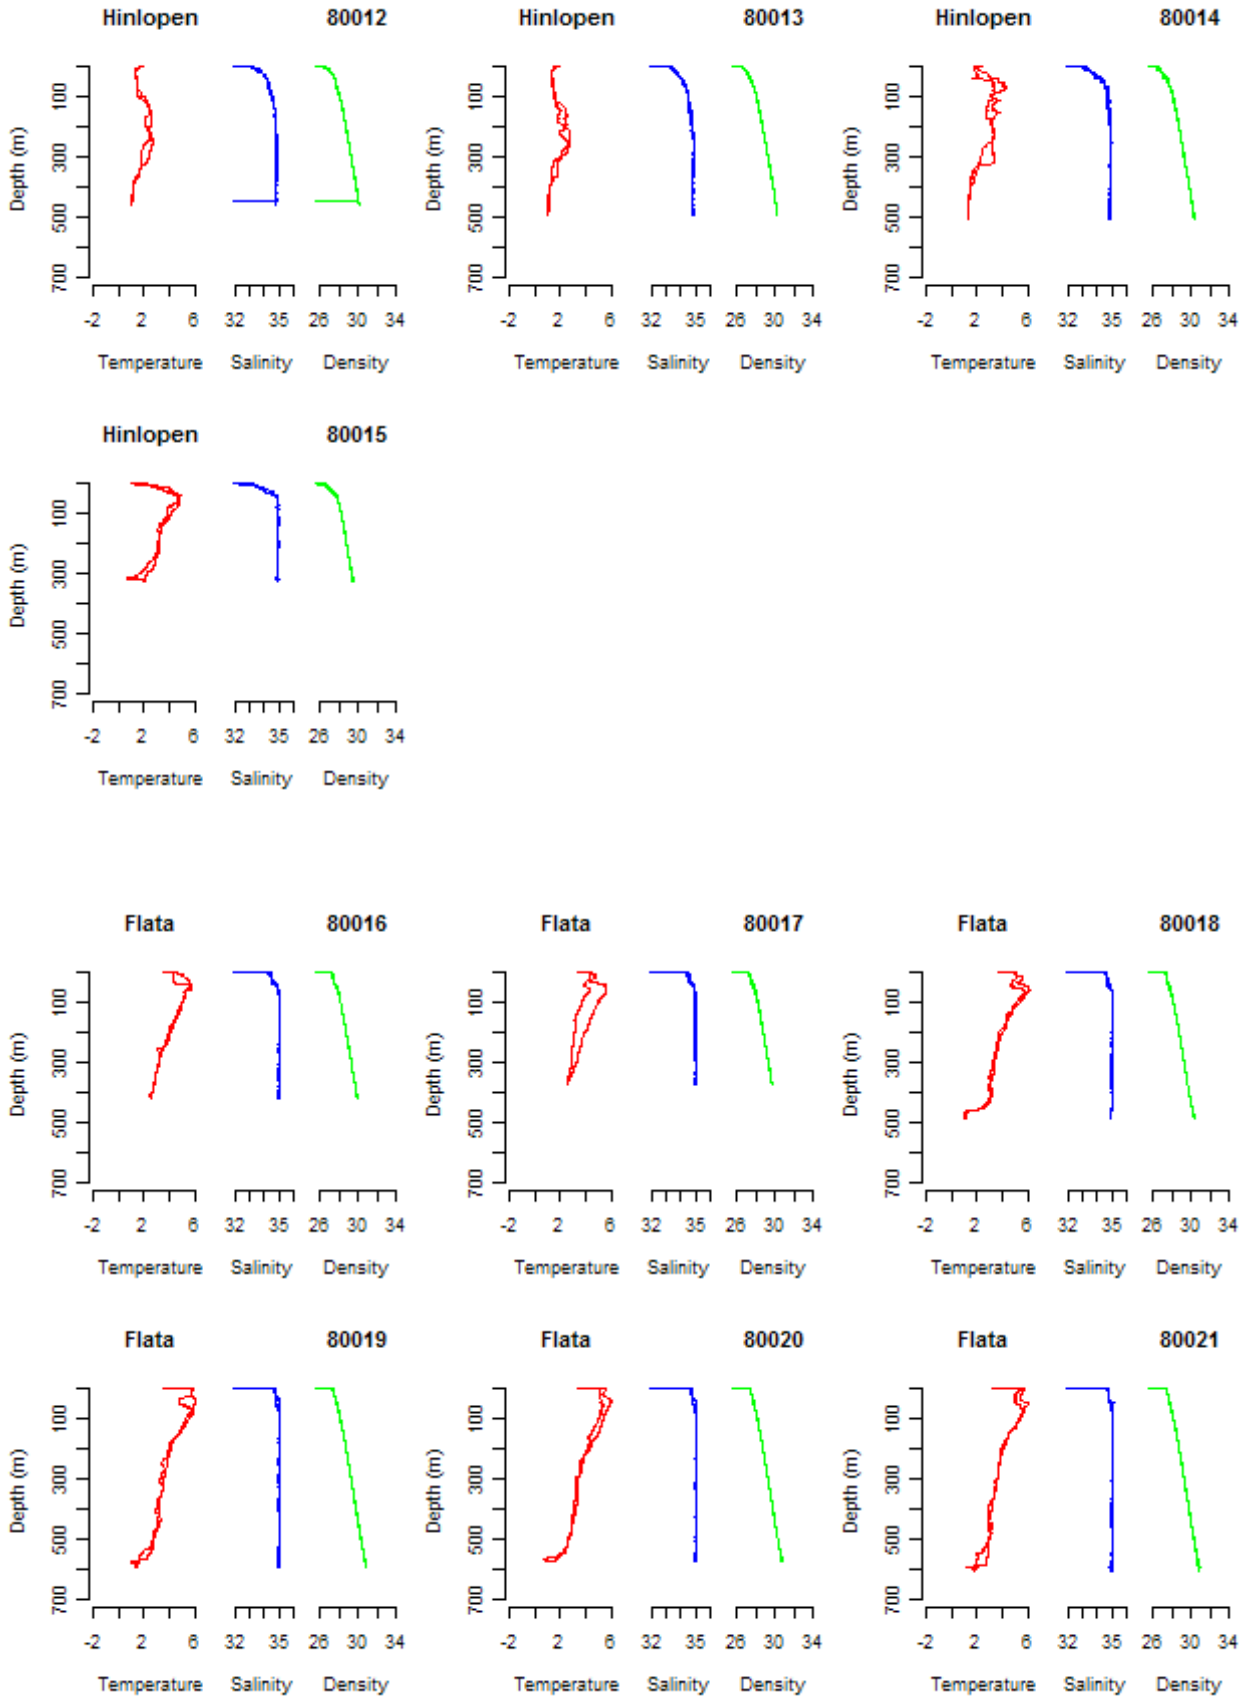 Hinlopen 80012 Hinlopen 80013 Hinlopen 80014
Depth (m) 100 300 500 700 Depth (m) 100 300 500 700 Depth (m) 100 300 500 700
-2 2 6 32 35 26 30 34 -2 2 6 32 35 26 30 34 -2 2 6 32 35 26 30 34
Temperature Salinity Density Temperature Salinity Density Temperature Salinity Density
Hinlopen 80015
Depth (m) 100 300 500 700
-2 2 6 32 35 26 30 34
Temperature Salinity Density
Flata 80016 Flata 80017 Flata 80018
Depth (m) 100 300 500 700 Depth (m) 100 300 500 700 Depth (m) 100 300 500 700
-2 2 6 32 35 26 30 34 -2 2 6 32 35 26 30 34 -2 2 6 32 35 26 30 34
Temperature Salinity Density Temperature Salinity Density Temperature Salinity Density
Flata 80019 Flata 80020 Flata 80021
Depth (m) 100 300 500 700 Depth (m) 100 300 500 700 Depth (m) 100 300 500 700
-2 2 6 32 35 26 30 34 -2 2 6 32 35 26 30 34 -2 2 6 32 35 26 30 34
Temperature Salinity Density Temperature Salinity Density Temperature Salinity Density